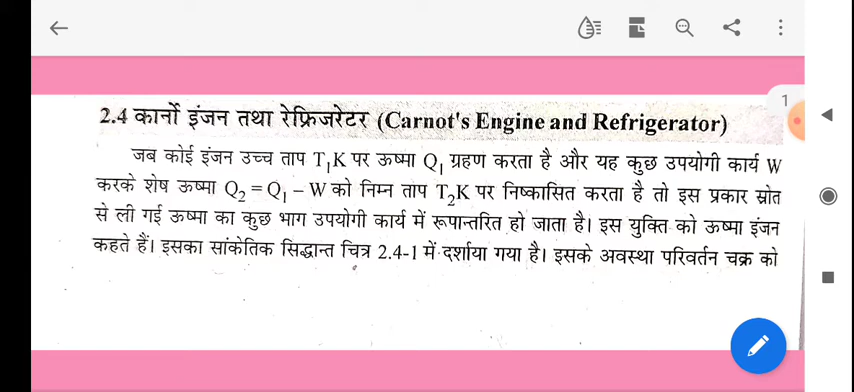 1
2.4 कार्नो इंजन तथा रेफ्रिजरेटर (Carnot's Engine and Refrigerator)
जब कोई इंजन उच्च ताप T₁K पर ऊष्मा Q₁ ग्रहण करता है और यह कुछ उपयोगी कार्य W
करके शेष ऊष्मा Q₂ = Q₁ – W को निम्न ताप T₂K पर निष्कासित करता है तो इस प्रकार स्रोत
से ली गई ऊष्मा का कुछ भाग उपयोगी कार्य में रूपान्तरित हो जाता है। इस युक्ति को ऊष्मा इंजन
कहते हैं। इसका सांकेतिक सिद्धान्त चित्र 2.4-1 में दर्शाया गया है। इसके अवस्था परिवर्तन चक्र को